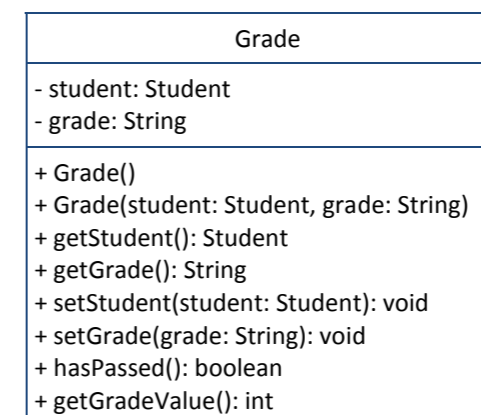 Grade
- student: Student
- grade: String
+ Grade()
+ Grade(student: Student, grade: String)
+ getStudent(): Student
+ getGrade(): String
+ setStudent(student: Student): void
+ setGrade(grade: String): void
+ hasPassed(): boolean
+ getGradeValue(): int